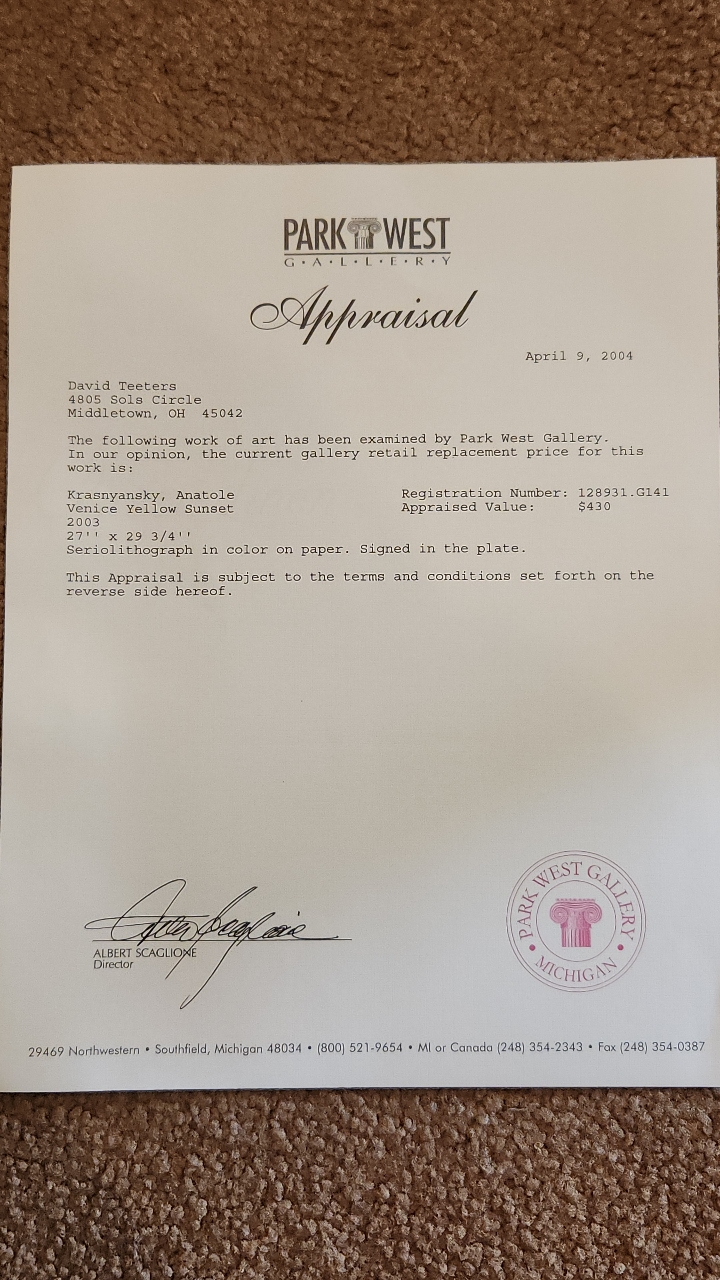 PARK WEST
G•A•L•L•E•R•Y
Appraisal
April 9, 2004
David Teeters
4805 Sols Circle
Middletown, OH 45042
The following work of art has been examined by Park West Gallery.
In our opinion, the current gallery retail replacement price for this
work is:
Krasnyansky, Anatole Registration Number: 128931.G141
Venice Yellow Sunset Appraised Value: $430
2003
27'' x 29 3/4''
Seriolithograph in color on paper. Signed in the plate.
This Appraisal is subject to the terms and conditions set forth on the
reverse side hereof.
ALBERT SCAGLIONE
Director
PARK WEST GALLERY
• MICHIGAN •
29469 Northwestern • Southfield, Michigan 48034 • (800) 521-9654 • MI or Canada (248) 354-2343 • Fax (248) 354-0387